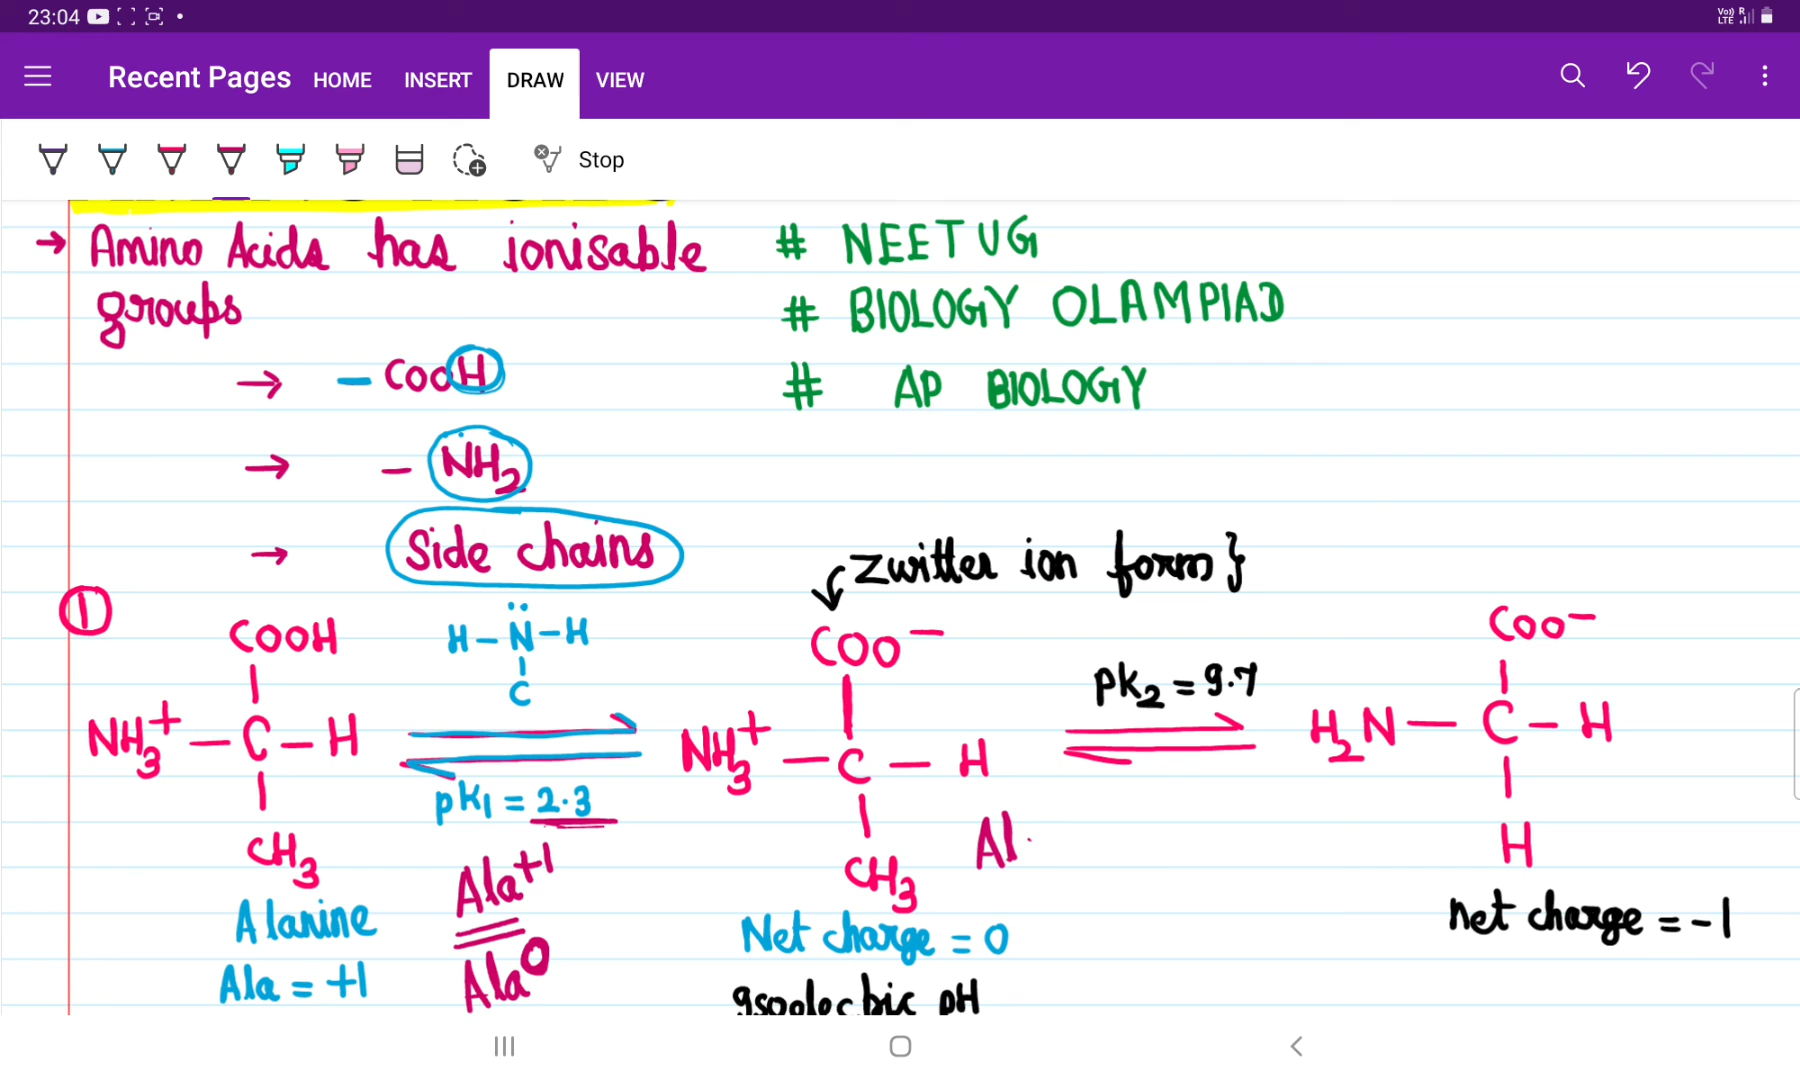 23:04
Vo)) R
LTE
Recent Pages HOME INSERT DRAW VIEW
Stop
→ Amino Acids has ionisable
groups
# NEET UG
# BIOLOGY OLAMPIAD
# AP BIOLOGY
→ - COOH
→ - NH2
→ Side chains
Zwitter ion form}
①
COOH
NH3+ - C - H
CH3
Alanine
Ala = +1
H - N̈ - H
C
pK1 = 2.3
Ala+1
Ala0
COO-
NH3+ - C - H
CH3
Al
Net charge = 0
Isoelectric pH
pK2 = 9.7
COO-
H2N - C - H
H
Net charge = -1